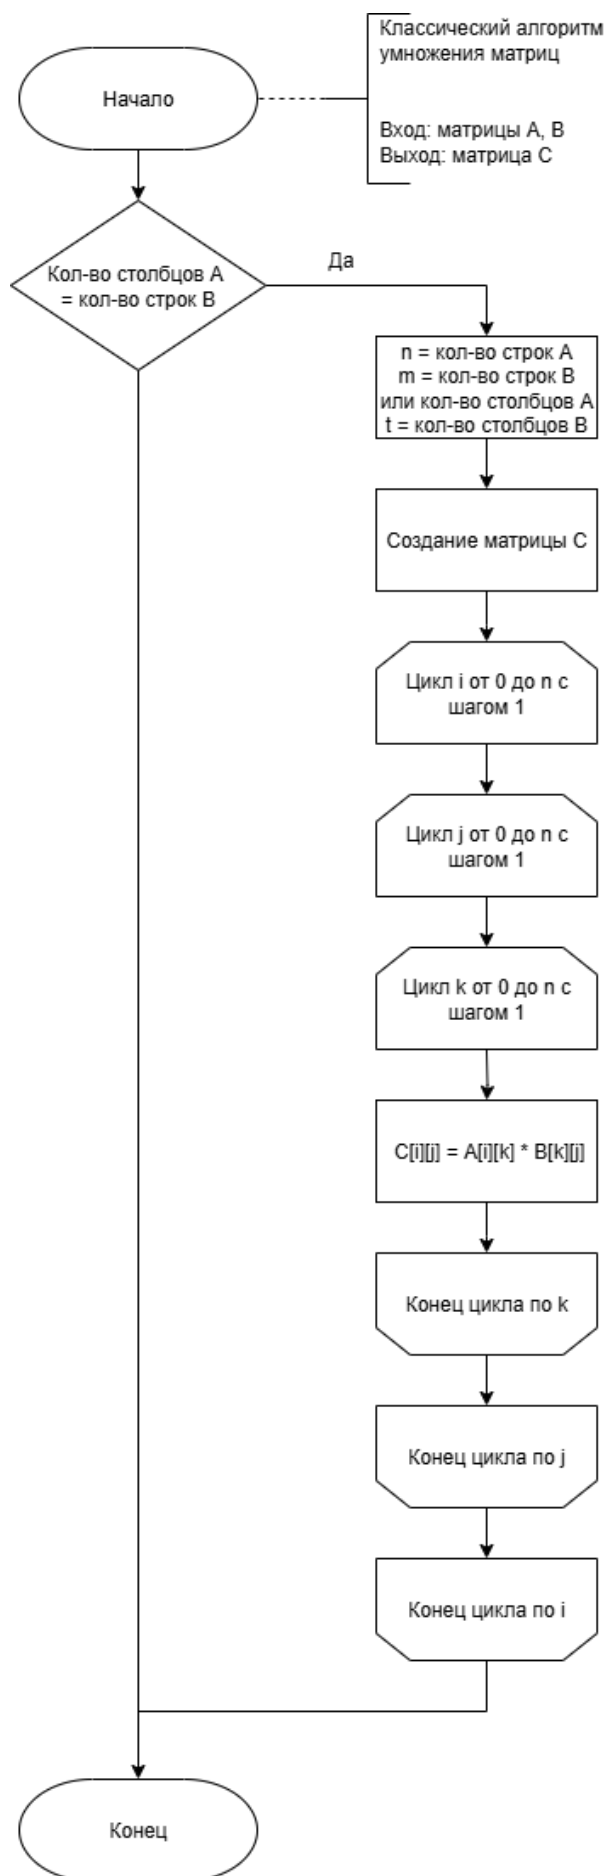 Классический алгоритм
умножения матриц
Вход: матрицы A, B
Выход: матрица C
Начало
Кол-во столбцов A
= кол-во строк B
Да
n = кол-во строк A
m = кол-во строк B
или кол-во столбцов A
t = кол-во столбцов B
Создание матрицы C
Цикл i от 0 до n с
шагом 1
Цикл j от 0 до n с
шагом 1
Цикл k от 0 до n с
шагом 1
C[i][j] = A[i][k] * B[k][j]
Конец цикла по k
Конец цикла по j
Конец цикла по i
Конец